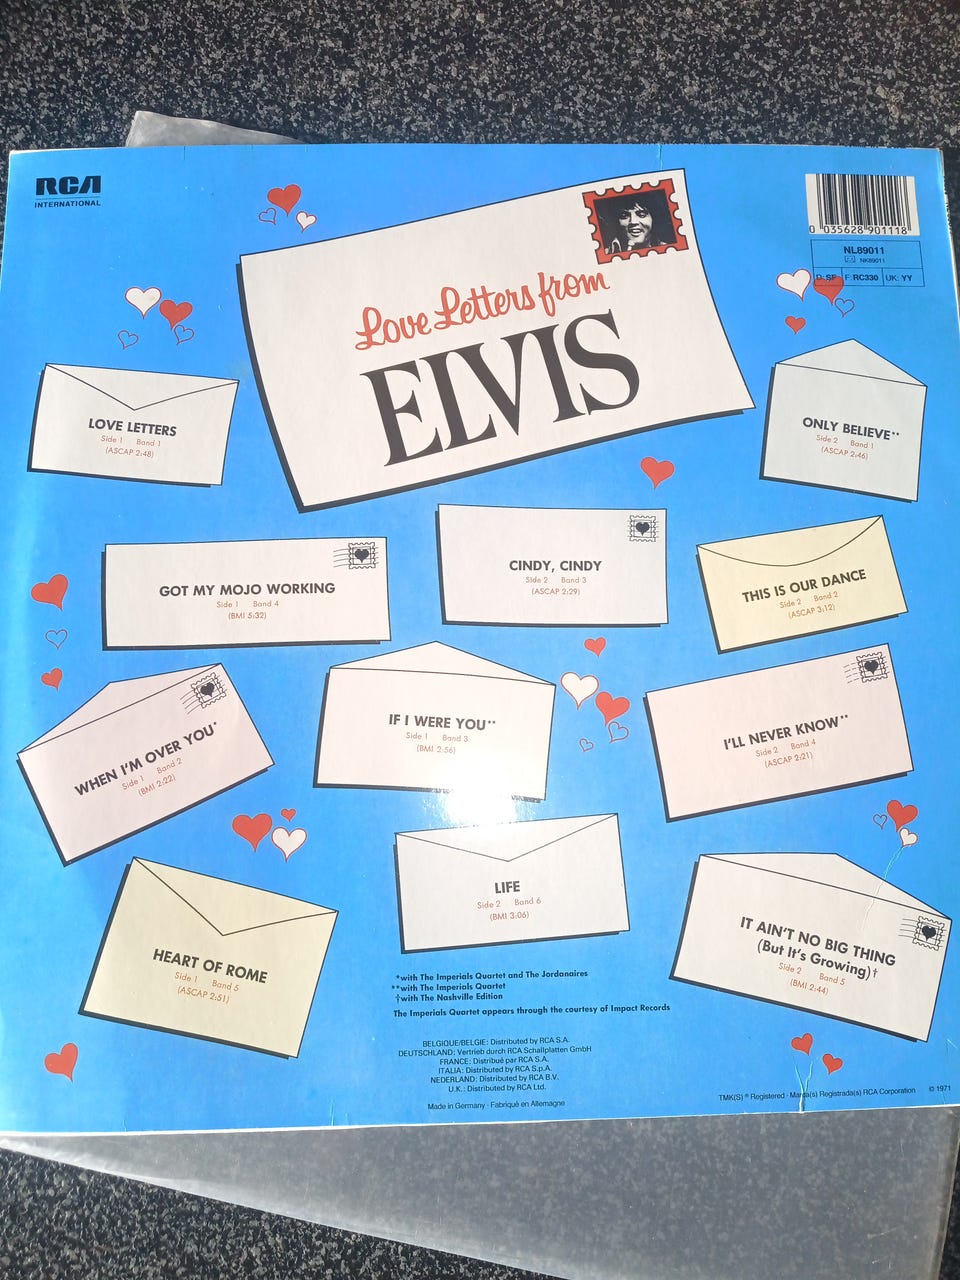 RCA
INTERNATIONAL
Love Letters from
ELVIS
0 035628 901118
NL89011
NK89011
D: SF F: RC330 UK: YY
LOVE LETTERS
Side 1 Band 1
(ASCAP 2:48)
ONLY BELIEVE**
Side 2 Band 1
(ASCAP 2:46)
GOT MY MOJO WORKING
Side 1 Band 4
(BMI 5:32)
CINDY, CINDY
Side 2 Band 3
(ASCAP 2:29)
THIS IS OUR DANCE
Side 2 Band 2
(ASCAP 3:12)
WHEN I'M OVER YOU*
Side 1 Band 2
(BMI 2:22)
IF I WERE YOU**
Side 1 Band 3
(BMI 2:56)
I'LL NEVER KNOW**
Side 2 Band 4
(ASCAP 2:21)
HEART OF ROME
Side 1 Band 5
(ASCAP 2:51)
LIFE
Side 2 Band 6
(BMI 3:06)
IT AIN'T NO BIG THING
(But It's Growing)†
Side 2 Band 5
(BMI 2:44)
*with The Imperials Quartet and The Jordanaires
**with The Imperials Quartet
†with The Nashville Edition
The Imperials Quartet appears through the courtesy of Impact Records
BELGIQUE/BELGIE: Distributed by RCA S.A.
DEUTSCHLAND: Vertrieb durch RCA Schallplatten GmbH
FRANCE: Distribué par RCA S.A.
ITALIA: Distributed by RCA S.p.A.
NEDERLAND: Distributed by RCA B.V.
U.K.: Distributed by RCA Ltd.
Made in Germany · Fabriqué en Allemagne
TMK(S) ® Registered · Marca(s) Registrada(s) RCA Corporation © 1971